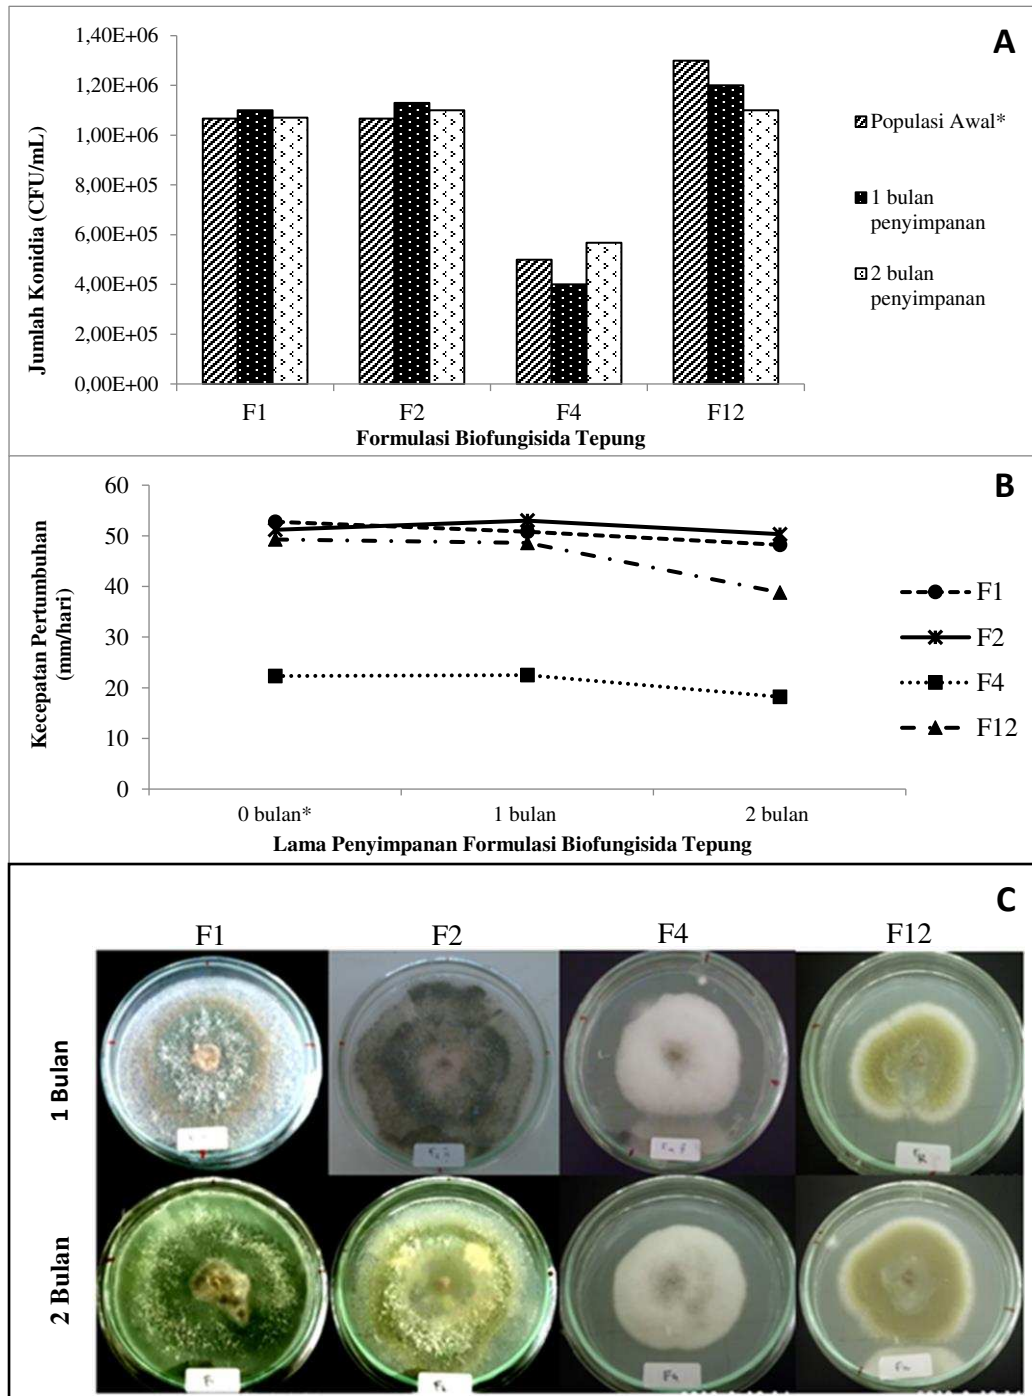 A
1,40E+06
1,20E+06
1,00E+06
8,00E+05
6,00E+05
4,00E+05
2,00E+05
0,00E+00
Jumlah Konidia (CFU/mL)
F1 F2 F4 F12
Formulasi Biofungisida Tepung
Populasi Awal*
1 bulan
penyimpanan
2 bulan
penyimpanan
B
60
50
40
30
20
10
0
Kecepatan Pertumbuhan
(mm/hari)
0 bulan* 1 bulan 2 bulan
Lama Penyimpanan Formulasi Biofungisida Tepung
F1
F2
F4
F12
C
F1 F2 F4 F12
1 Bulan
2 Bulan